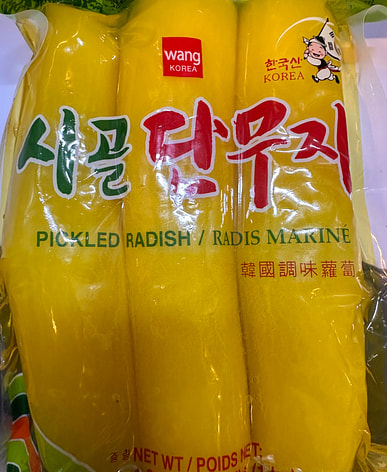 wang
KOREA
한국산
KOREA
시골 단무지
PICKLED RADISH / RADIS MARINÉ
韓國調味蘿蔔
NET WT / POIDS NET: